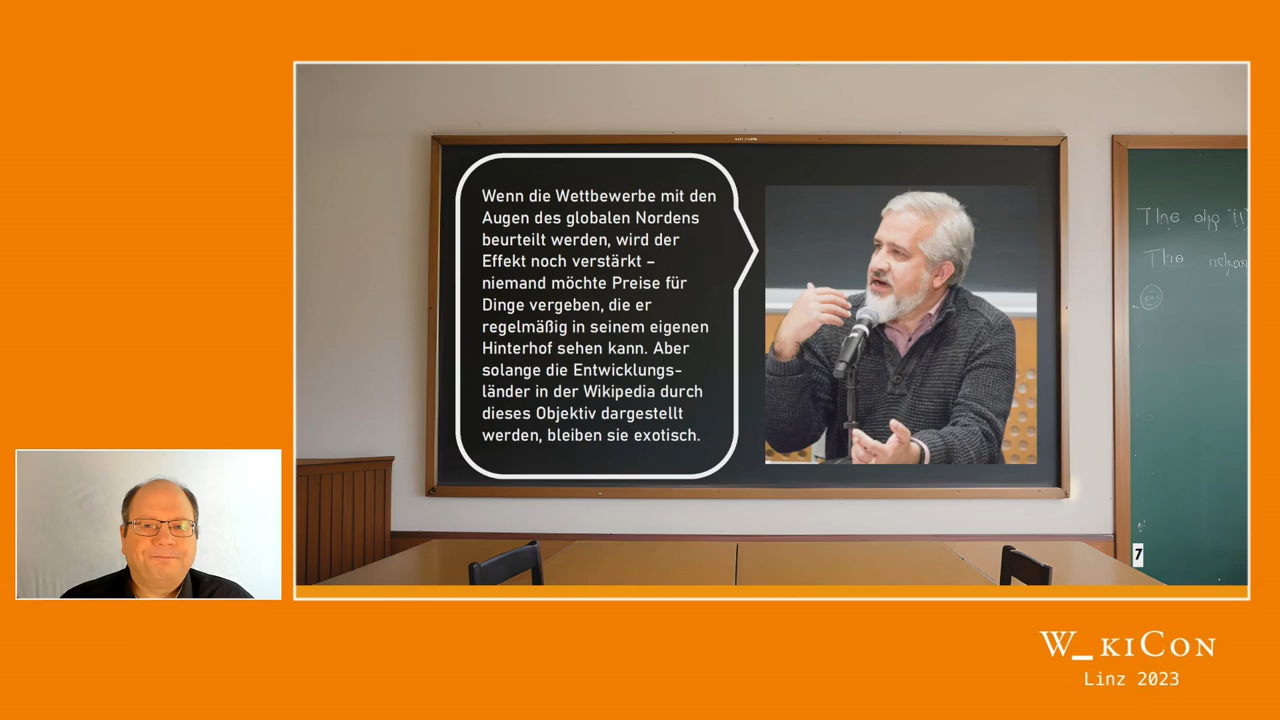 Wenn die Wettbewerbe mit den
Augen des globalen Nordens
beurteilt werden, wird der
Effekt noch verstärkt –
niemand möchte Preise für
Dinge vergeben, die er
regelmäßig in seinem eigenen
Hinterhof sehen kann. Aber
solange die Entwicklungs-
länder in der Wikipedia durch
dieses Objektiv dargestellt
werden, bleiben sie exotisch.
The
The
7
W_KICON
Linz 2023